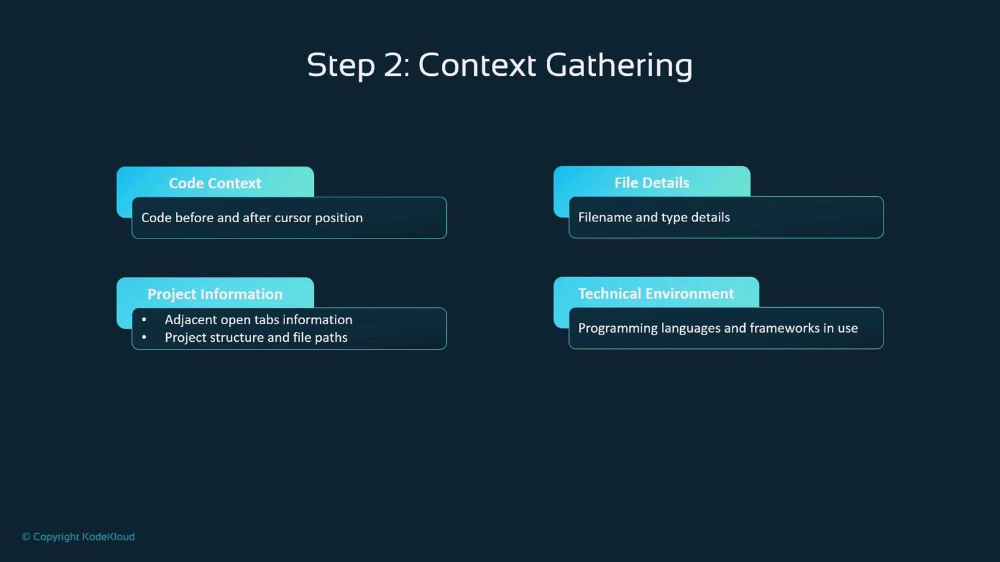 Step 2: Context Gathering
Code Context
Code before and after cursor position
File Details
Filename and type details
Project Information
• Adjacent open tabs information
• Project structure and file paths
Technical Environment
Programming languages and frameworks in use
© Copyright KodeKloud